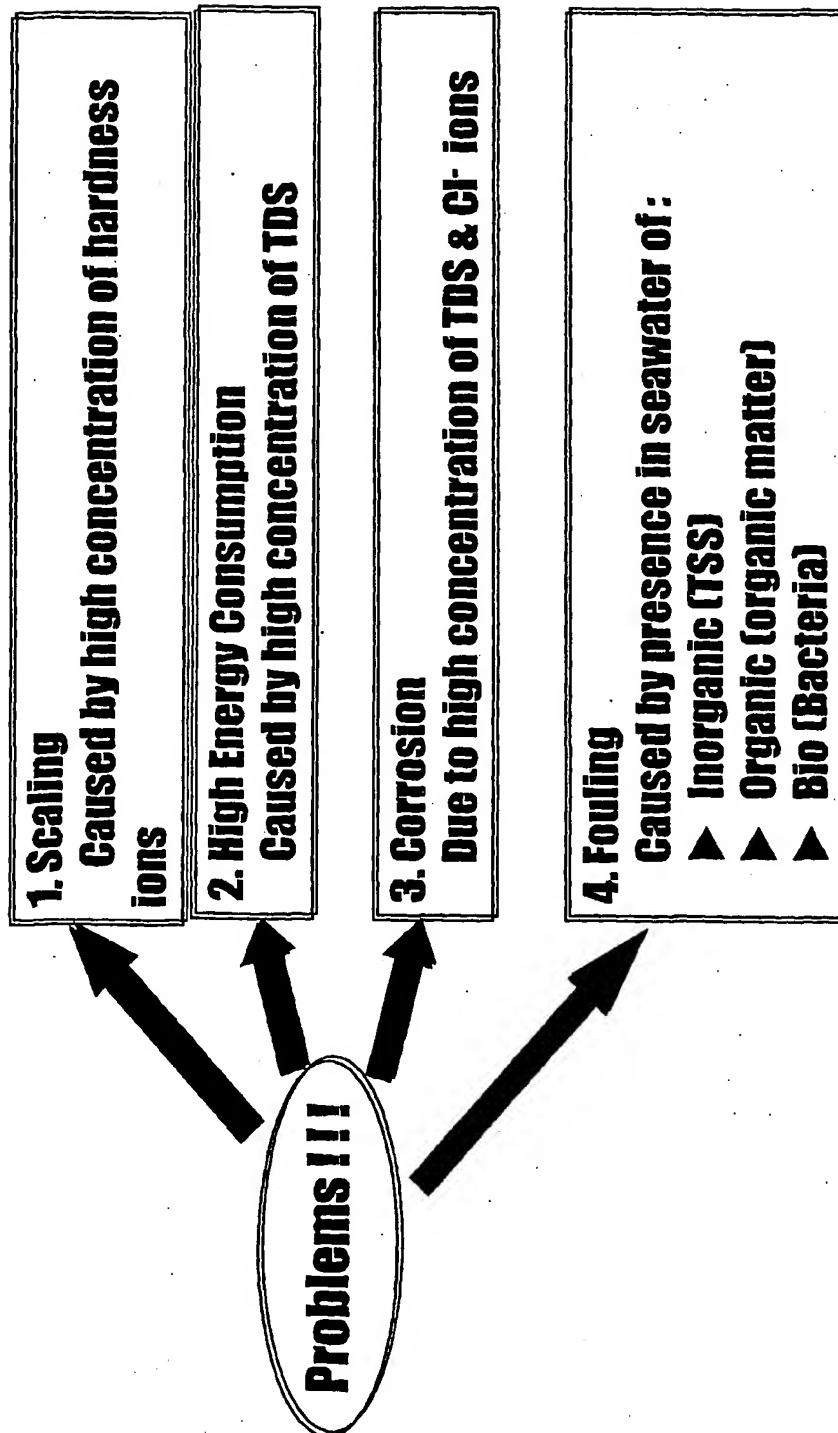 Problems !!!
1. Scaling
Caused by high concentration of hardness
ions
2. High Energy Consumption
Caused by high concentration of TDS
3. Corrosion
Due to high concentration of TDS & Cl⁻ ions
4. Fouling
Caused by presence in seawater of :
▶ Inorganic (TSS)
▶ Organic (organic matter)
▶ Bio (Bacteria)